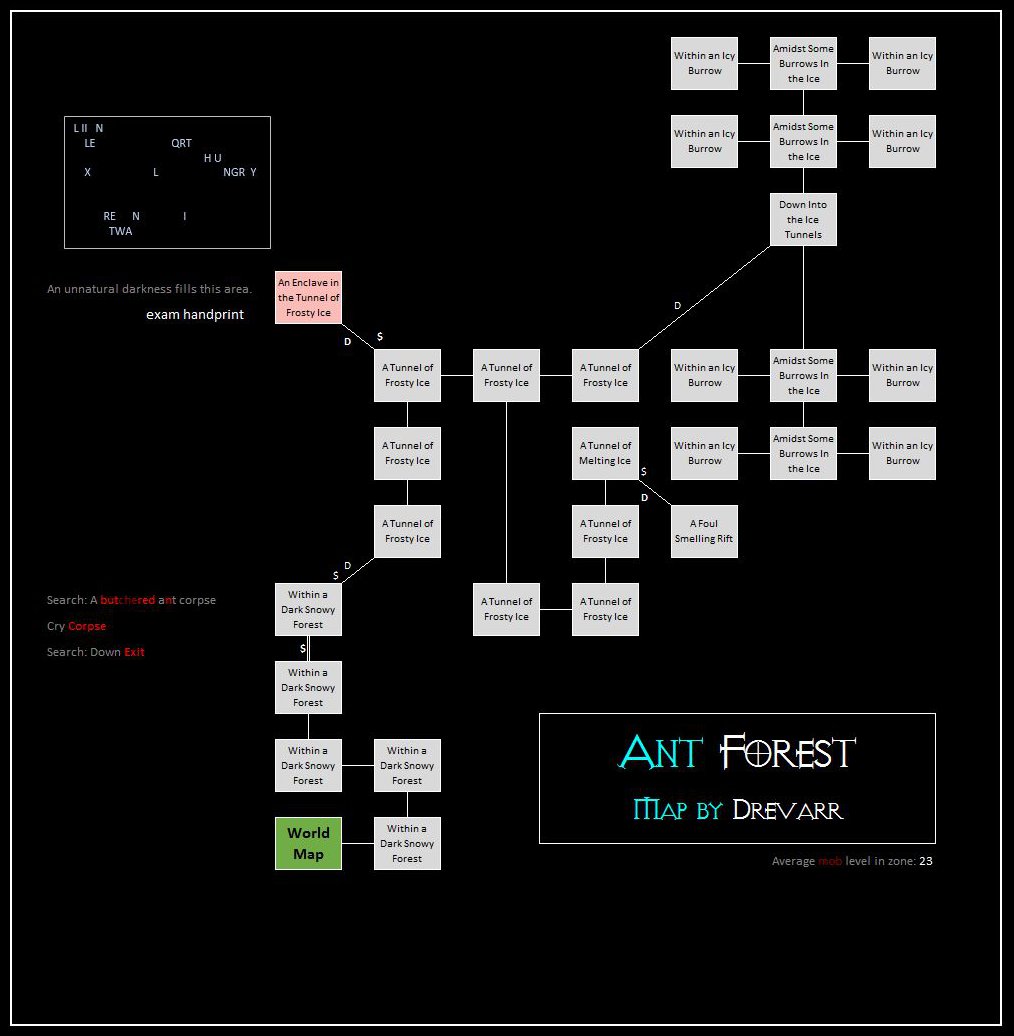 Within an Icy
Burrow
Amidst Some
Burrows In
the Ice
Within an Icy
Burrow
L II N
LE QRT
H U
X L NGR Y
RE N I
TWA
Within an Icy
Burrow
Amidst Some
Burrows In
the Ice
Within an Icy
Burrow
Down Into
the Ice
Tunnels
An unnatural darkness fills this area.
exam handprint
An Enclave in
the Tunnel of
Frosty Ice
D
$
D
A Tunnel of
Frosty Ice
A Tunnel of
Frosty Ice
A Tunnel of
Frosty Ice
Within an Icy
Burrow
Amidst Some
Burrows In
the Ice
Within an Icy
Burrow
A Tunnel of
Frosty Ice
A Tunnel of
Melting Ice
Within an Icy
Burrow
Amidst Some
Burrows In
the Ice
Within an Icy
Burrow
$
D
A Tunnel of
Frosty Ice
A Tunnel of
Frosty Ice
A Foul
Smelling Rift
D
$
Search: A butchered ant corpse
Cry Corpse
Search: Down Exit
Within a
Dark Snowy
Forest
A Tunnel of
Frosty Ice
A Tunnel of
Frosty Ice
$
Within a
Dark Snowy
Forest
Within a
Dark Snowy
Forest
Within a
Dark Snowy
Forest
World
Map
Within a
Dark Snowy
Forest
Ant Forest
Map by Drevarr
Average mob level in zone: 23